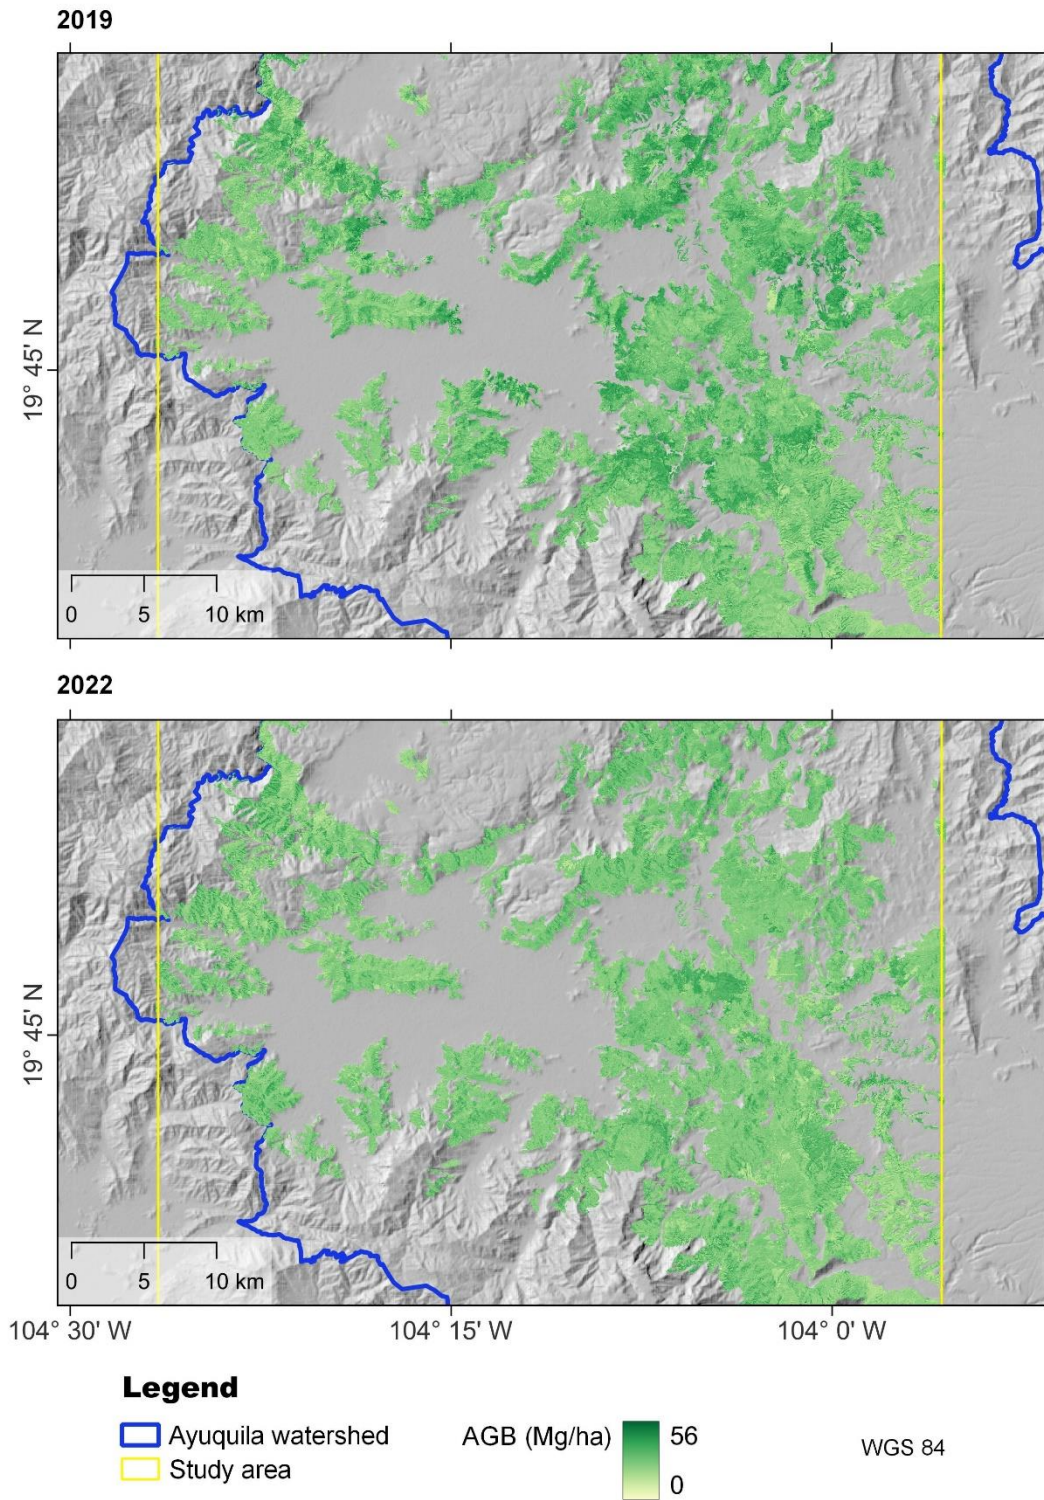 2019
19° 45' N
0 5 10 km
2022
19° 45' N
0 5 10 km
104° 30' W 104° 15' W 104° 0' W
Legend
Ayuquila watershed
Study area
AGB (Mg/ha)
56
0
WGS 84